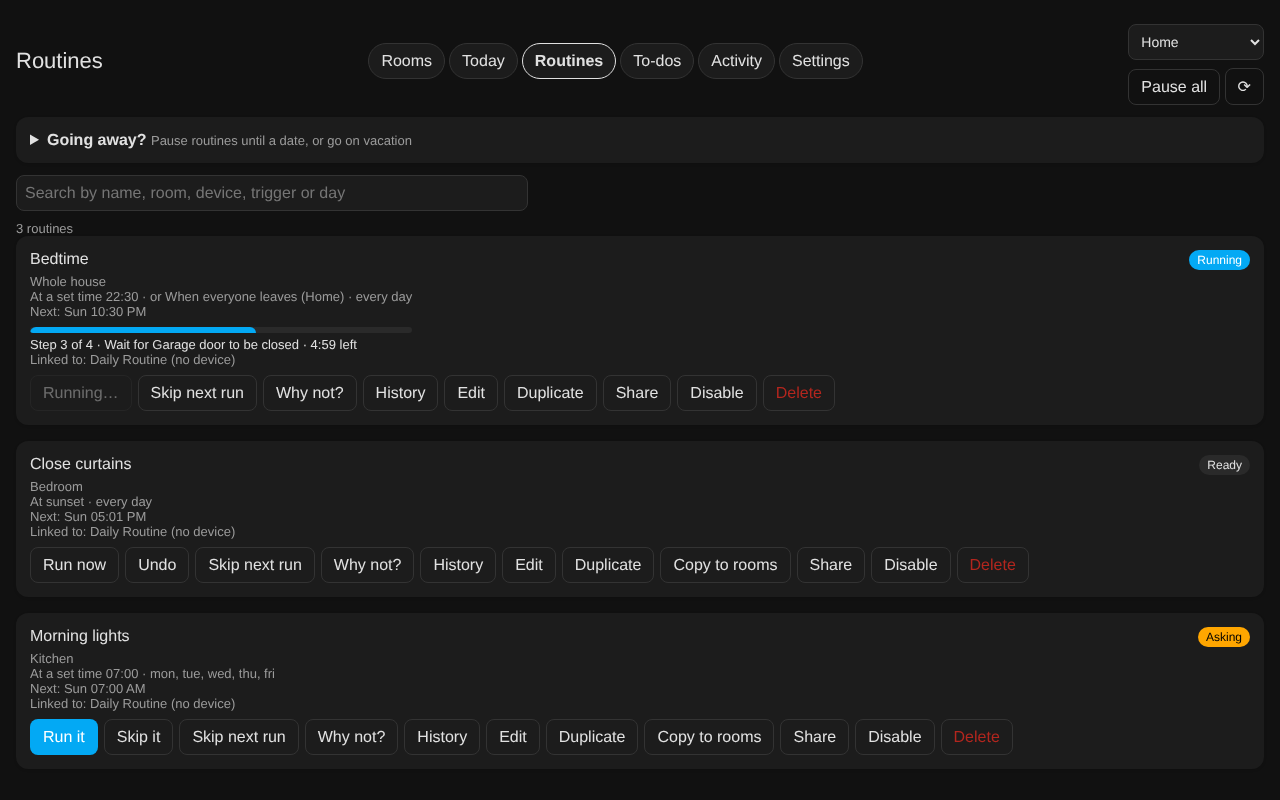 Routines
Rooms Today Routines To-dos Activity Settings
Home
Pause all ⟳
Going away? Pause routines until a date, or go on vacation
Search by name, room, device, trigger or day
3 routines
Bedtime
Running
Whole house
At a set time 22:30 · or When everyone leaves (Home) · every day
Next: Sun 10:30 PM
Step 3 of 4 · Wait for Garage door to be closed · 4:59 left
Linked to: Daily Routine (no device)
Running… Skip next run Why not? History Edit Duplicate Share Disable Delete
Close curtains
Ready
Bedroom
At sunset · every day
Next: Sun 05:01 PM
Linked to: Daily Routine (no device)
Run now Undo Skip next run Why not? History Edit Duplicate Copy to rooms Share Disable Delete
Morning lights
Asking
Kitchen
At a set time 07:00 · mon, tue, wed, thu, fri
Next: Sun 07:00 AM
Linked to: Daily Routine (no device)
Run it Skip it Skip next run Why not? History Edit Duplicate Copy to rooms Share Disable Delete